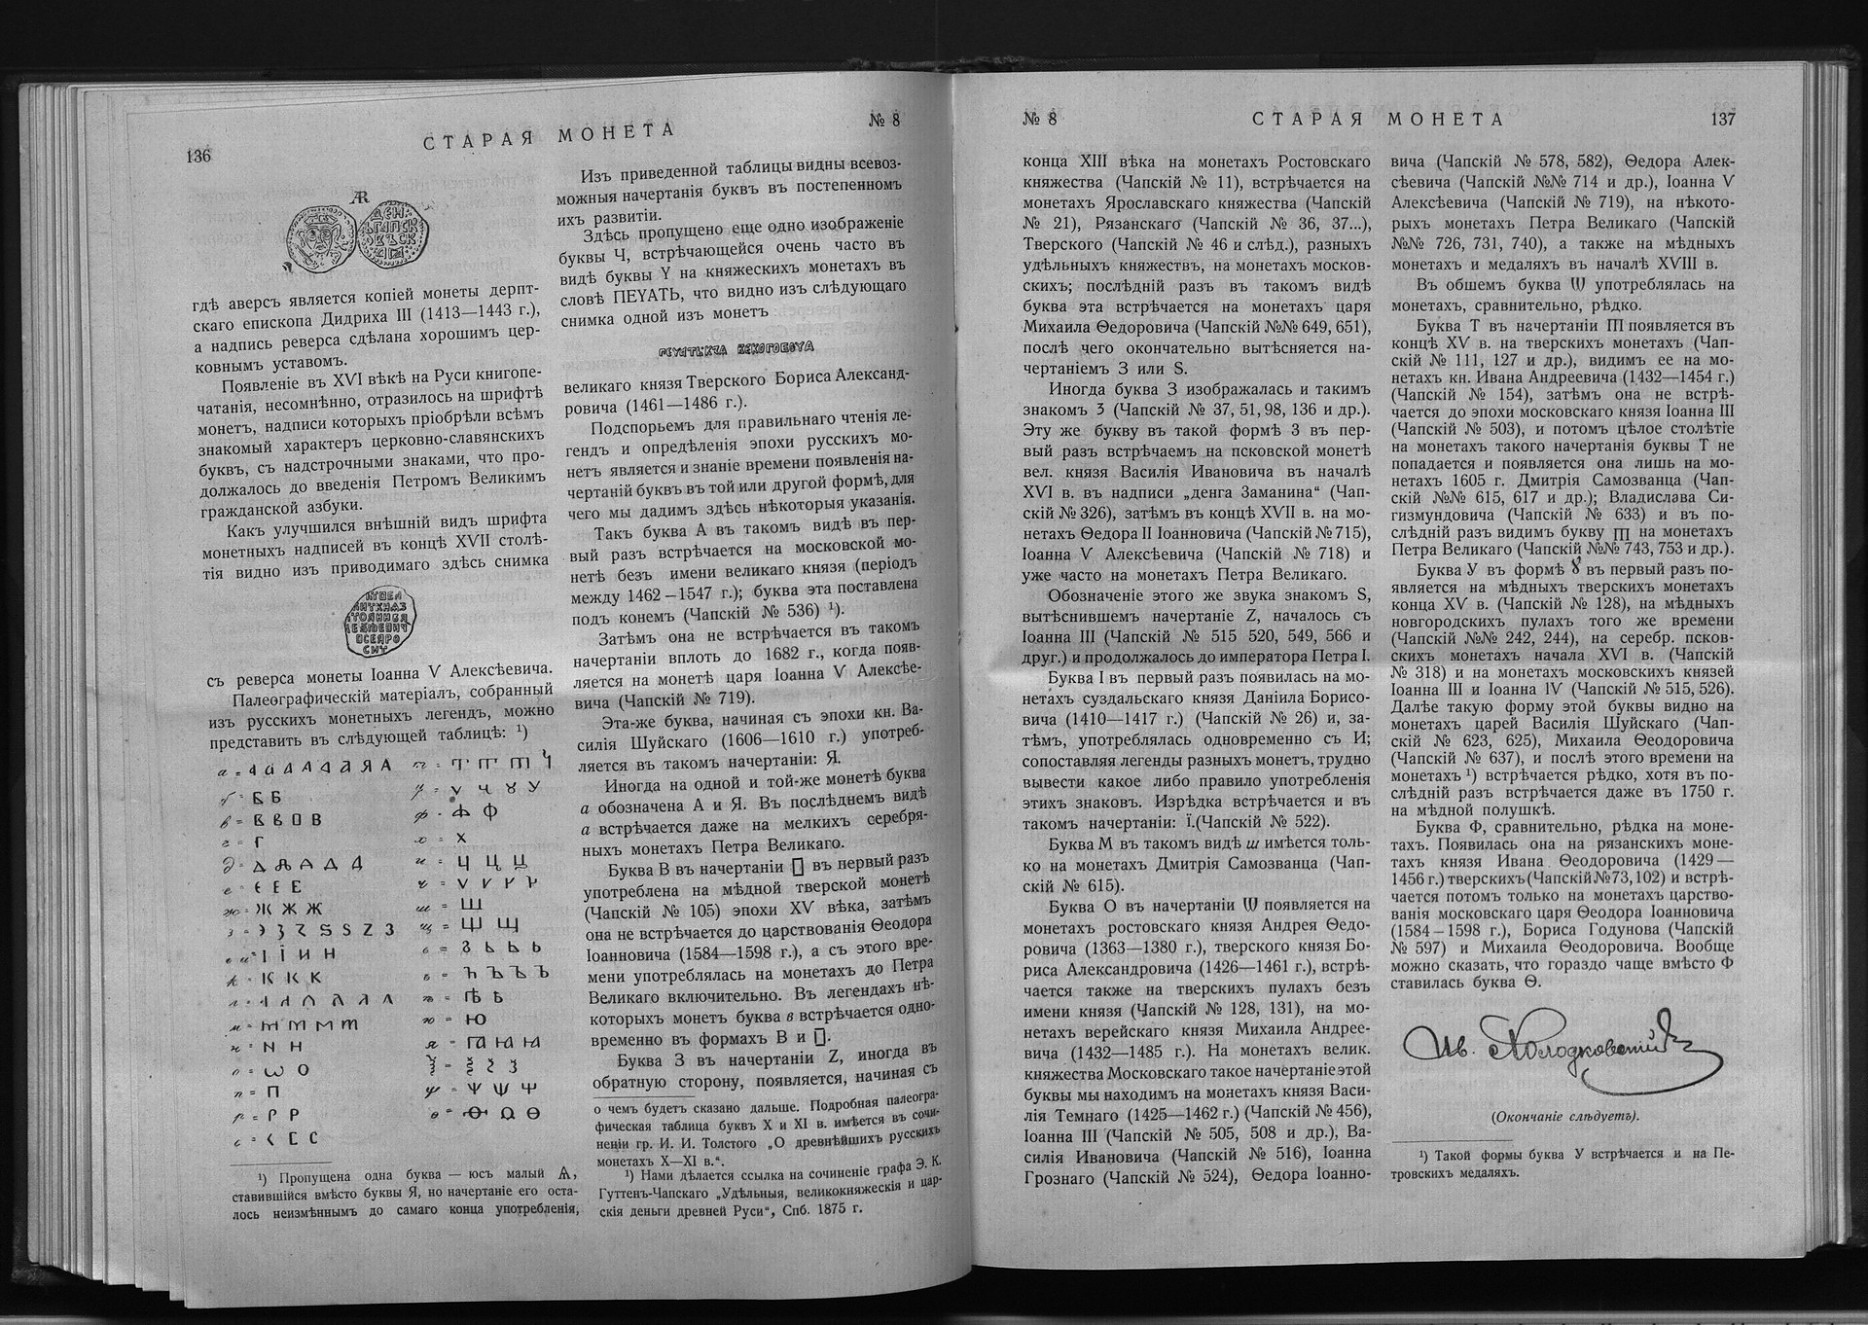 136
СТАРАЯ МОНЕТА
№ 8
AR
ДЕН
гдѣ аверсъ является копіей монеты дерпт-
скаго епископа Дидриха III (1413—1443 г.),
а надпись реверса сдѣлана хорошимъ цер-
ковнымъ уставомъ.
Появленіе въ XVI вѣкѣ на Руси книгопе-
чатанія, несомнѣнно, отразилось на шрифтѣ
монетъ, надписи которыхъ пріобрѣли всѣмъ
знакомый характеръ церковно-славянскихъ
буквъ, съ надстрочными знаками, что про-
должалось до введенія Петромъ Великимъ
гражданской азбуки.
Какъ улучшился внѣшній видъ шрифта
монетныхъ надписей въ концѣ XVII столѣ-
тія видно изъ приводимаго здѣсь снимка
съ реверса монеты Іоанна V Алексѣевича.
Палеографическій матеріалъ, собранный
изъ русскихъ монетныхъ легендъ, можно
представить въ слѣдующей таблицѣ: ¹)
¹) Пропущена одна буква — юсъ малый Ѧ,
ставившійся вмѣсто буквы Я, но начертаніе его оста-
лось неизмѣннымъ до самаго конца употребленія,
Изъ приведенной таблицы видны всевоз-
можныя начертанія буквъ въ постепенномъ
ихъ развитіи.
Здѣсь пропущено еще одно изображеніе
буквы Ч, встрѣчающейся очень часто въ
видѣ буквы Y на княжескихъ монетахъ въ
словѣ ПЕYАТЬ, что видно изъ слѣдующаго
снимка одной изъ монетъ
великаго князя Тверского Бориса Александ-
ровича (1461—1486 г.).
Подспорьемъ для правильнаго чтенія ле-
гендъ и опредѣленія эпохи русскихъ мо-
нетъ является и знаніе времени появленія на-
чертаній буквъ въ той или другой формѣ, для
чего мы дадимъ здѣсь нѣкоторыя указанія.
Такъ буква А въ такомъ видѣ въ пер-
вый разъ встрѣчается на московской мо-
нетѣ безъ имени великаго князя (періодъ
между 1462—1547 г.); буква эта поставлена
подъ конемъ (Чапскій № 536) ¹).
Затѣмъ она не встрѣчается въ такомъ
начертаніи вплоть до 1682 г., когда появ-
ляется на монетѣ царя Іоанна V Алексѣе-
вича (Чапскій № 719).
Эта-же буква, начиная съ эпохи кн. Ва-
силія Шуйскаго (1606—1610 г.) употреб-
ляется въ такомъ начертаніи: Я.
Иногда на одной и той-же монетѣ буква
а обозначена А и Я. Въ послѣднемъ видѣ
а встрѣчается даже на мелкихъ серебря-
ныхъ монетахъ Петра Великаго.
Буква В въ начертаніи ▯ въ первый разъ
употреблена на мѣдной тверской монетѣ
(Чапскій № 105) эпохи XV вѣка, затѣмъ
она не встрѣчается до царствованія Ѳеодора
Іоанновича (1584—1598 г.), а съ этого вре-
мени употреблялась на монетахъ до Петра
Великаго включительно. Въ легендахъ нѣ-
которыхъ монетъ буква в встрѣчается одно-
временно въ формахъ В и ▯.
Буква З въ начертаніи Z, иногда въ
обратную сторону, появляется, начиная съ
о чемъ будетъ сказано дальше. Подробная палеогра-
фическая таблица буквъ X и XI в. имѣется въ сочи-
неніи гр. И. И. Толстого „О древнѣйшихъ русскихъ
монетахъ X—XI в.“.
¹) Нами дѣлается ссылка на сочиненіе графа Э. К.
Гуттенъ-Чапскаго „Удѣльныя, великокняжескія и цар-
скія деньги древней Руси“, Спб. 1875 г.
№ 8
СТАРАЯ МОНЕТА
137
конца XIII вѣка на монетахъ Ростовскаго
княжества (Чапскій № 11), встрѣчается на
монетахъ Ярославскаго княжества (Чапскій
№ 21), Рязанскаго (Чапскій № 36, 37...),
Тверского (Чапскій № 46 и слѣд.), разныхъ
удѣльныхъ княжествъ, на монетахъ москов-
скихъ; послѣдній разъ въ такомъ видѣ
буква эта встрѣчается на монетахъ царя
Михаила Ѳедоровича (Чапскій №№ 649, 651),
послѣ чего окончательно вытѣсняется на-
чертаніемъ З или S.
Иногда буква З изображалась и такимъ
знакомъ Ʒ (Чапскій № 37, 51, 98, 136 и др.).
Эту же букву въ такой формѣ З въ пер-
вый разъ встрѣчаемъ на псковской монетѣ
вел. князя Василія Ивановича въ началѣ
XVI в. въ надписи „денга Заманина“ (Чап-
скій № 326), затѣмъ въ концѣ XVII в. на мо-
нетахъ Ѳедора II Іоанновича (Чапскій № 715),
Іоанна V Алексѣевича (Чапскій № 718) и
уже часто на монетахъ Петра Великаго.
Обозначеніе этого же звука знакомъ S,
вытѣснившемъ начертаніе Z, началось съ
Іоанна III (Чапскій № 515 520, 549, 566 и
друг.) и продолжалось до императора Петра I.
Буква I въ первый разъ появилась на мо-
нетахъ суздальскаго князя Даніила Борисо-
вича (1410—1417 г.) (Чапскій № 26) и, за-
тѣмъ, употреблялась одновременно съ И;
сопоставляя легенды разныхъ монетъ, трудно
вывести какое либо правило употребленія
этихъ знаковъ. Изрѣдка встрѣчается и въ
такомъ начертаніи: Ї.(Чапскій № 522).
Буква М въ такомъ видѣ ш имѣется толь-
ко на монетахъ Дмитрія Самозванца (Чап-
скій № 615).
Буква О въ начертаніи Ѡ появляется на
монетахъ ростовскаго князя Андрея Ѳедо-
ровича (1363—1380 г.), тверского князя Бо-
риса Александровича (1426—1461 г.), встрѣ-
чается также на тверскихъ пулахъ безъ
имени князя (Чапскій № 128, 131), на мо-
нетахъ верейскаго князя Михаила Андрее-
вича (1432—1485 г.). На монетахъ велик.
княжества Московскаго такое начертаніе этой
буквы мы находимъ на монетахъ князя Васи-
лія Темнаго (1425—1462 г.) (Чапскій № 456),
Іоанна III (Чапскій № 505, 508 и др.), Ва-
силія Ивановича (Чапскій № 516), Іоанна
Грознаго (Чапскій № 524), Ѳедора Іоанно-
вича (Чапскій № 578, 582), Ѳедора Алек-
сѣевича (Чапскій №№ 714 и др.), Іоанна V
Алексѣевича (Чапскій № 719), на нѣкото-
рыхъ монетахъ Петра Великаго (Чапскій
№№ 726, 731, 740), а также на мѣдныхъ
монетахъ и медаляхъ въ началѣ XVIII в.
Въ обшемъ буква Ѡ употреблялась на
монетахъ, сравнительно, рѣдко.
Буква Т въ начертаніи Ш появляется въ
концѣ XV в. на тверскихъ монетахъ (Чап-
скій № 111, 127 и др.), видимъ ее на мо-
нетахъ кн. Ивана Андреевича (1432—1454 г.)
(Чапскій № 154), затѣмъ она не встрѣ-
чается до эпохи московскаго князя Іоанна III
(Чапскій № 503), и потомъ цѣлое столѣтіе
на монетахъ такого начертанія буквы Т не
попадается и появляется она лишь на мо-
нетахъ 1605 г. Дмитрія Самозванца (Чап-
скій №№ 615, 617 и др.); Владислава Си-
гизмундовича (Чапскій № 633) и въ по-
слѣдній разъ видимъ букву Ш на монетахъ
Петра Великаго (Чапскій №№ 743, 753 и др.).
Буква У въ формѣ Ȣ въ первый разъ по-
является на мѣдныхъ тверскихъ монетахъ
конца XV в. (Чапскій № 128), на мѣдныхъ
новгородскихъ пулахъ того же времени
(Чапскій №№ 242, 244), на серебр. псков-
скихъ монетахъ начала XVI в. (Чапскій
№ 318) и на монетахъ московскихъ князей
Іоанна III и Іоанна IV (Чапскій № 515, 526).
Далѣе такую форму этой буквы видно на
монетахъ царей Василія Шуйскаго (Чап-
скій № 623, 625), Михаила Ѳеодоровича
(Чапскій № 637), и послѣ этого времени на
монетахъ ¹) встрѣчается рѣдко, хотя въ по-
слѣдній разъ встрѣчается даже въ 1750 г.
на мѣдной полушкѣ.
Буква Ф, сравнительно, рѣдка на моне-
тахъ. Появилась она на рязанскихъ моне-
тахъ князя Ивана Ѳеодоровича (1429—
1456 г.) тверскихъ (Чапскій № 73, 102) и встрѣ-
чается потомъ только на монетахъ царство-
ванія московскаго царя Ѳеодора Іоанновича
(1584—1598 г.), Бориса Годунова (Чапскій
№ 597) и Михаила Ѳеодоровича. Вообще
можно сказать, что гораздо чаще вмѣсто Ф
ставилась буква Ѳ.
Ив. Холодковскій
(Окончаніе слѣдуетъ).
¹) Такой формы буква У встрѣчается и на Пе-
тровскихъ медаляхъ.